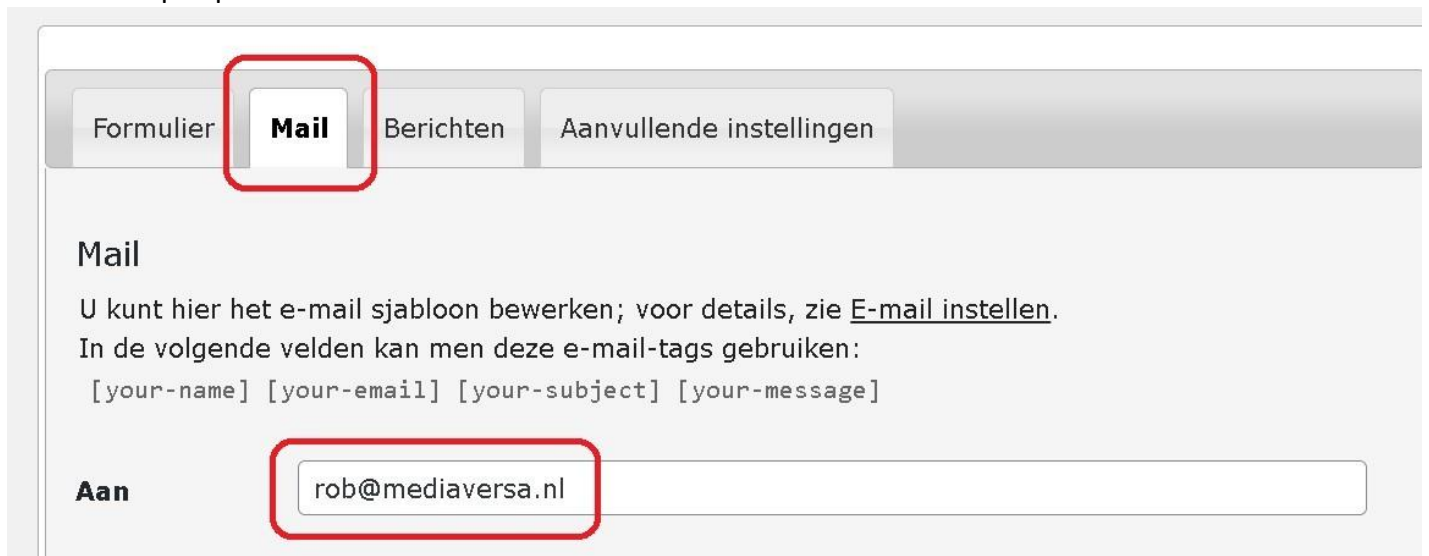 Formulier Mail Berichten Aanvullende instellingen
Mail
U kunt hier het e-mail sjabloon bewerken; voor details, zie E-mail instellen.
In de volgende velden kan men deze e-mail-tags gebruiken:
[your-name] [your-email] [your-subject] [your-message]
Aan rob@mediaversa.nl